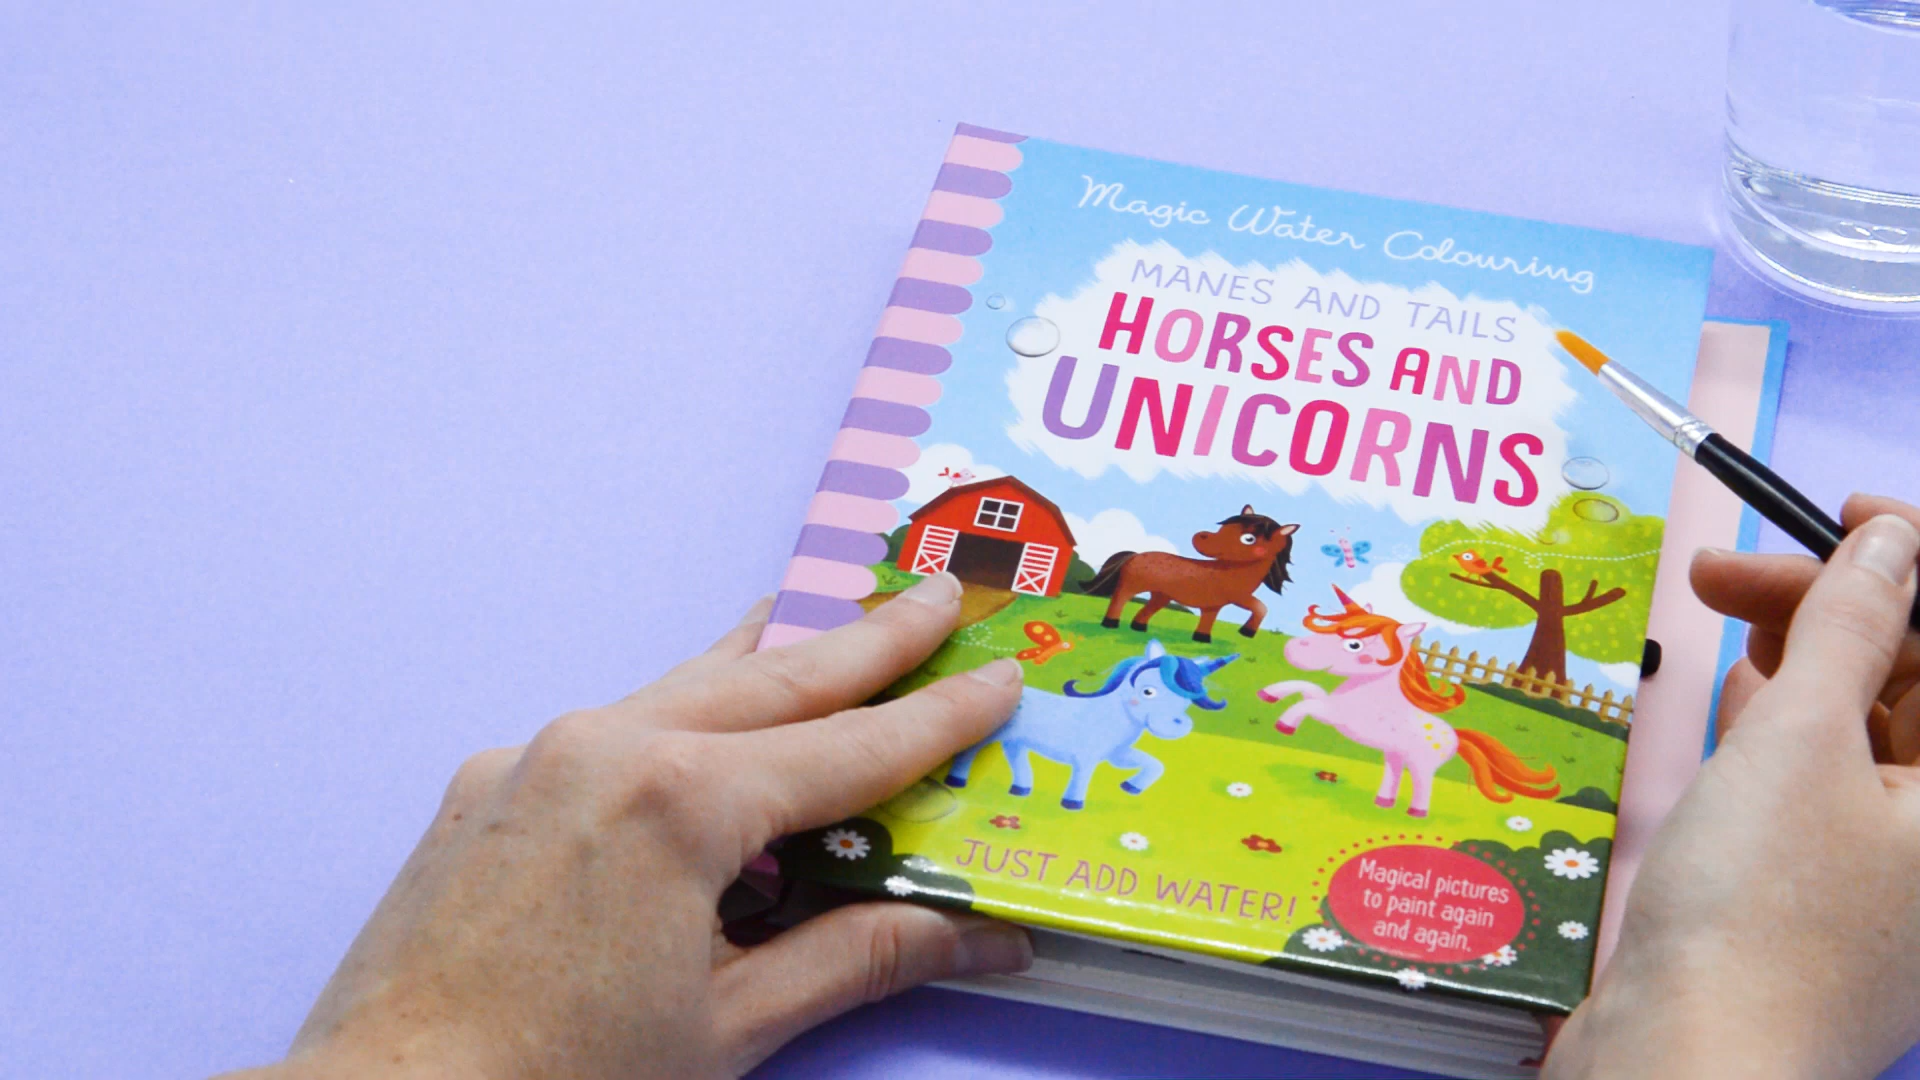 Magic Water Colouring
MANES AND TAILS
HORSES AND
UNICORNS
JUST ADD WATER!
Magical pictures
to paint again
and again.